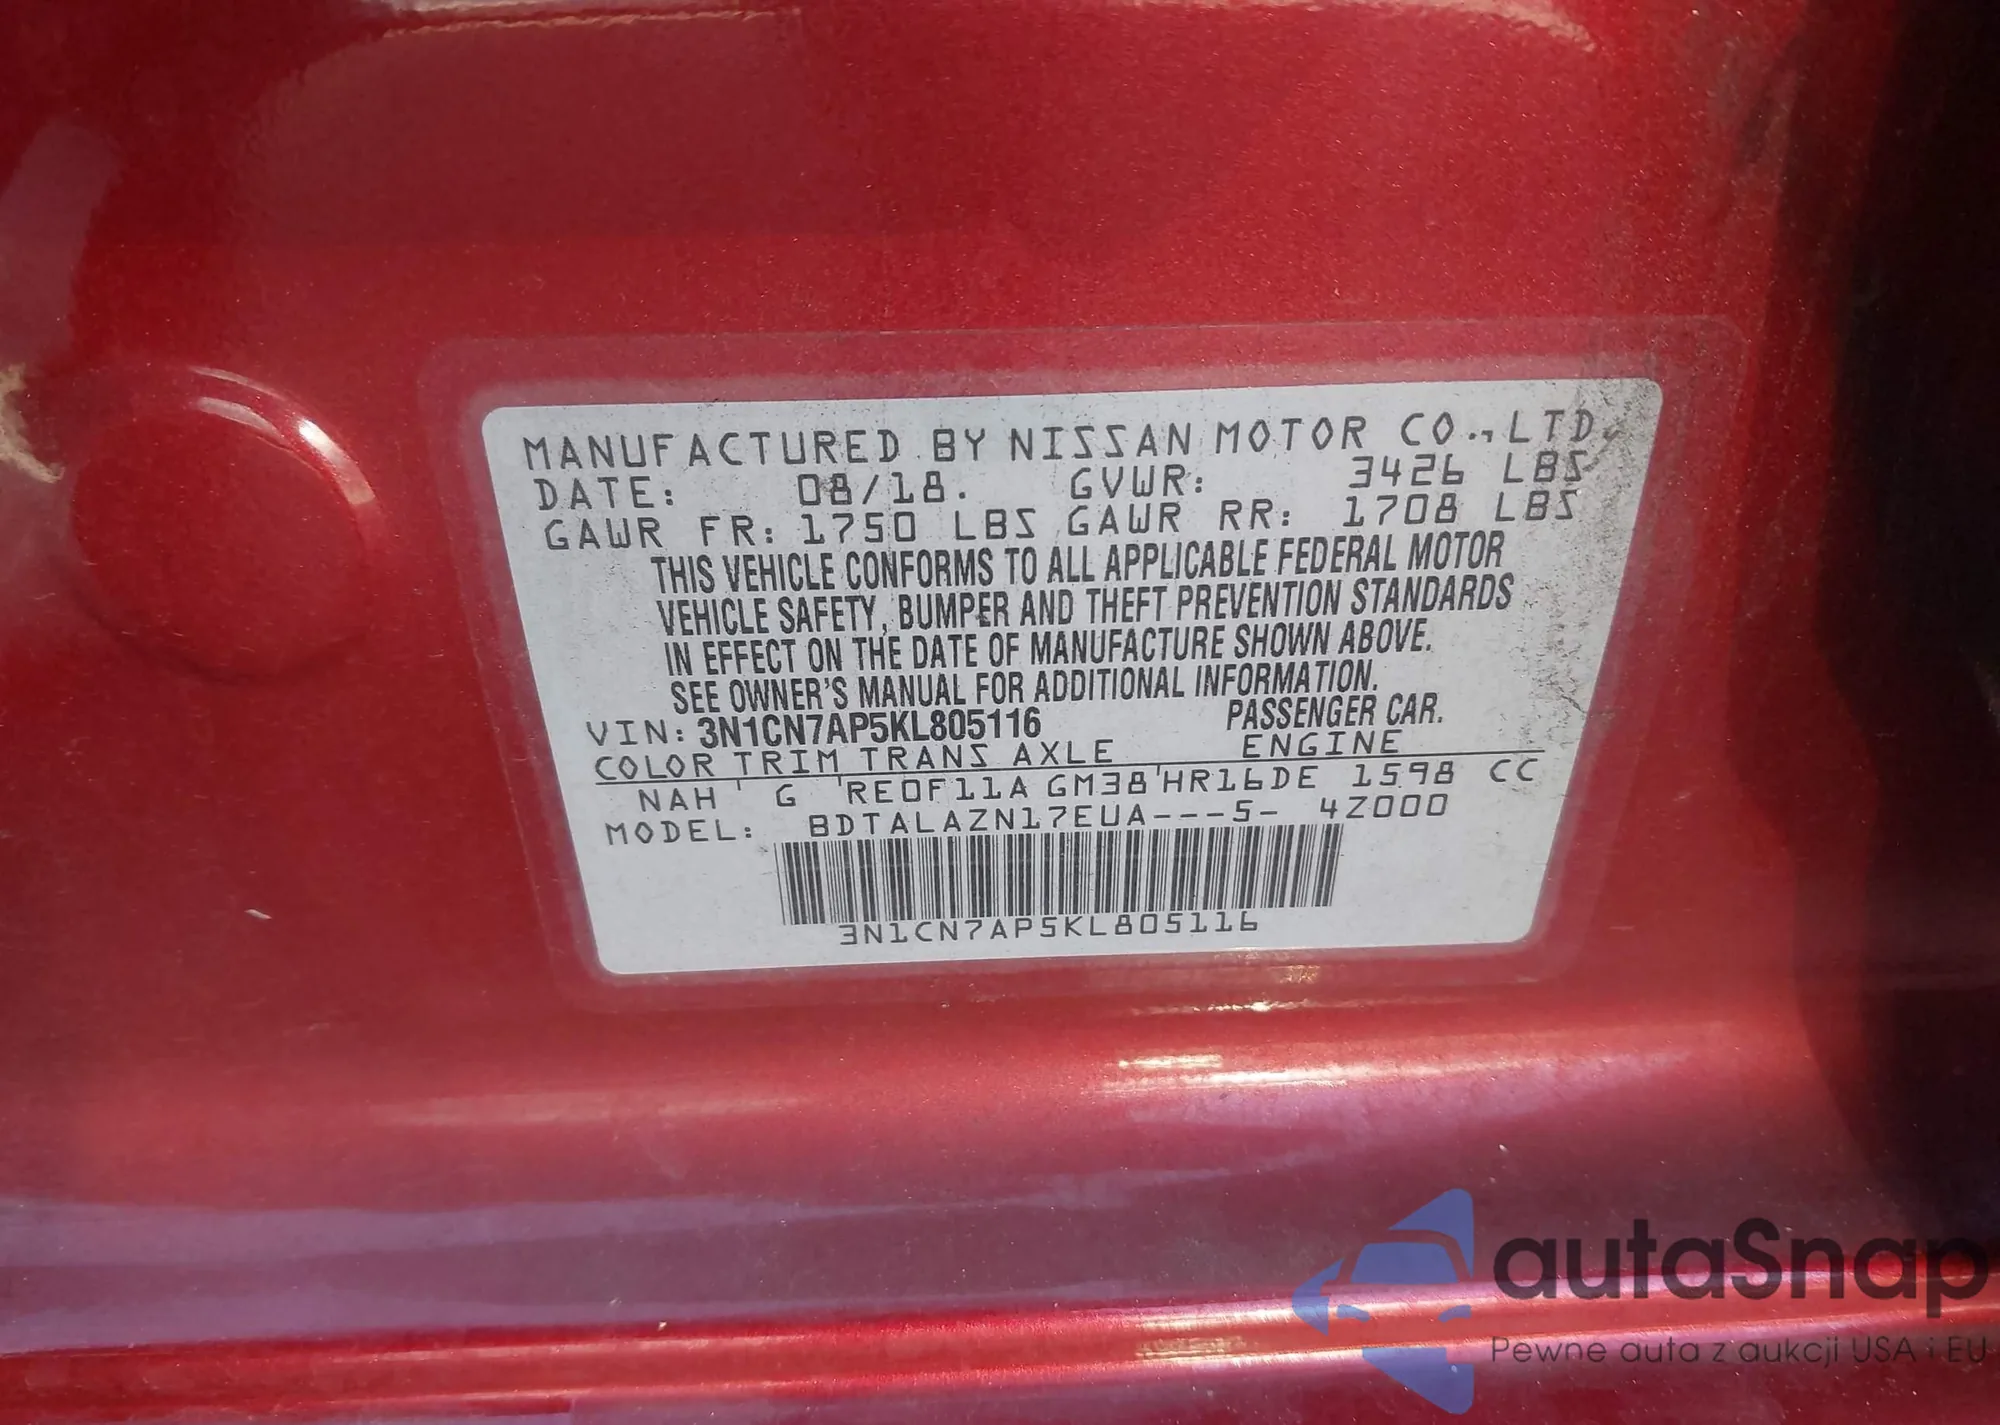 MANUFACTURED BY NISSAN MOTOR CO., LTD.
DATE: 08/18. GVWR: 3426 LBS
GAWR FR: 1750 LBS GAWR RR: 1708 LBS
THIS VEHICLE CONFORMS TO ALL APPLICABLE FEDERAL MOTOR
VEHICLE SAFETY, BUMPER AND THEFT PREVENTION STANDARDS
IN EFFECT ON THE DATE OF MANUFACTURE SHOWN ABOVE.
SEE OWNER'S MANUAL FOR ADDITIONAL INFORMATION.
VIN: 3N1CN7AP5KL805116 PASSENGER CAR.
COLOR TRIM TRANS AXLE ENGINE
NAH ' G 'RE0F11A GM38'HR16DE 1598 CC
MODEL: BDTALAZN17EUA---5- 4Z000
3N1CN7AP5KL805116
autaSnap
Pewne auta z aukcji USA i EU